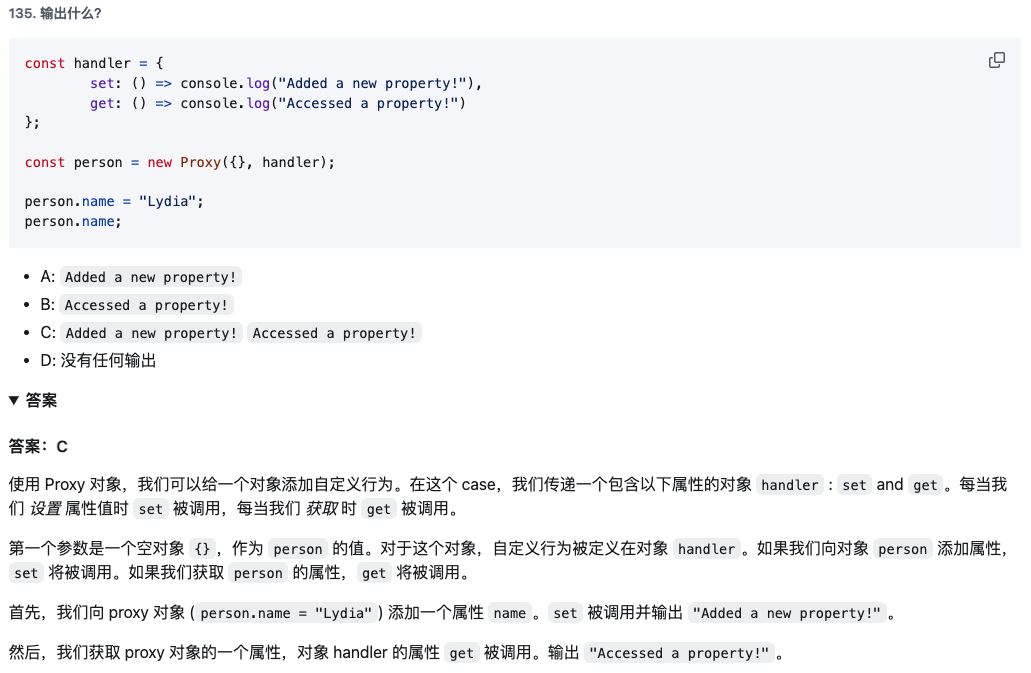 135. 输出什么?
const handler = {
        set: () => console.log("Added a new property!"),
        get: () => console.log("Accessed a property!")
};

const person = new Proxy({}, handler);

person.name = "Lydia";
person.name;
• A: Added a new property!
• B: Accessed a property!
• C: Added a new property! Accessed a property!
• D: 没有任何输出
▼ 答案
答案：C
使用 Proxy 对象，我们可以给一个对象添加自定义行为。在这个 case，我们传递一个包含以下属性的对象 handler : set and get 。每当我
们 设置 属性值时 set 被调用，每当我们 获取 时 get 被调用。
第一个参数是一个空对象 {} ，作为 person 的值。对于这个对象，自定义行为被定义在对象 handler 。如果我们向对象 person 添加属性，
set 将被调用。如果我们获取 person 的属性， get 将被调用。
首先，我们向 proxy 对象 ( person.name = "Lydia" ) 添加一个属性 name 。 set 被调用并输出 "Added a new property!" 。
然后，我们获取 proxy 对象的一个属性，对象 handler 的属性 get 被调用。输出 "Accessed a property!" 。